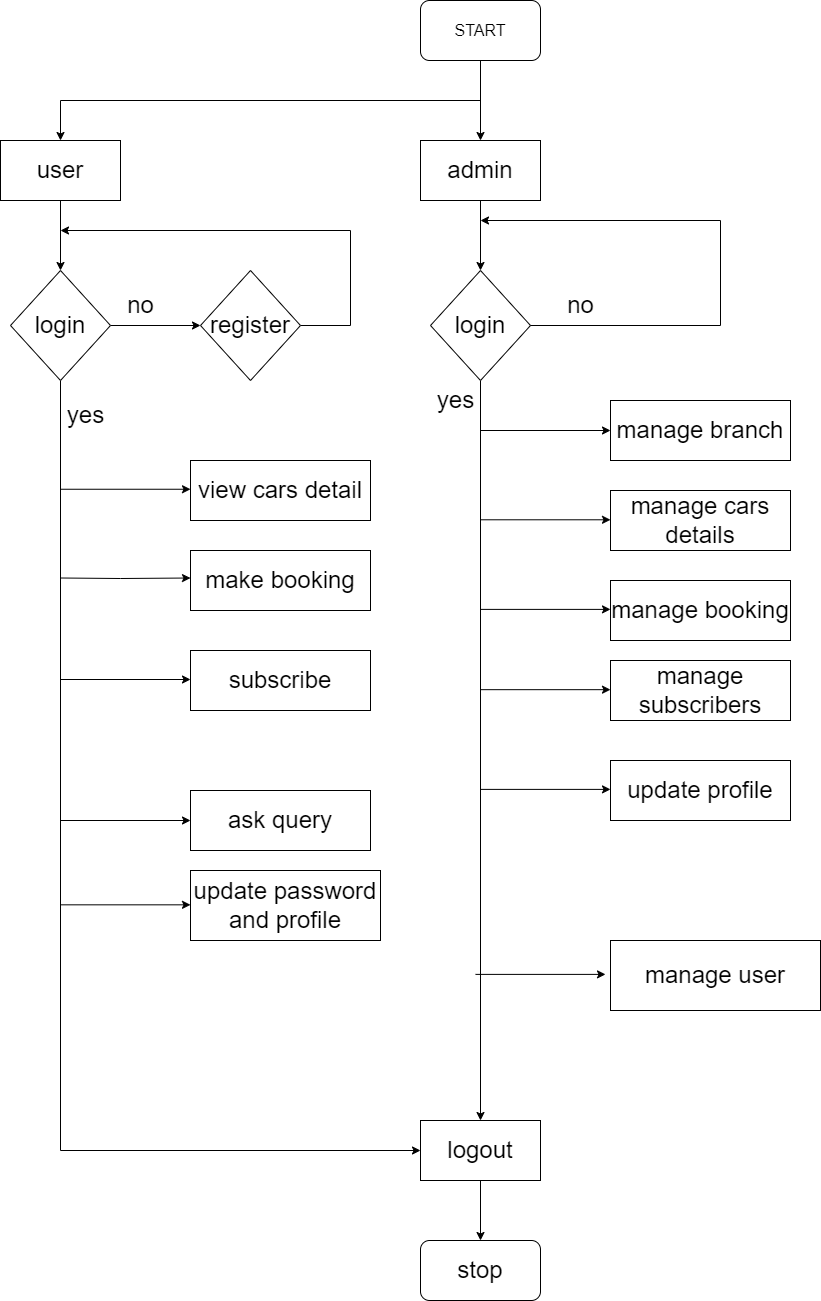 START
user
admin
login
no
register
login
no
yes
yes
manage branch
view cars detail
manage cars
details
make booking
manage booking
subscribe
manage
subscribers
update profile
ask query
update password
and profile
manage user
logout
stop